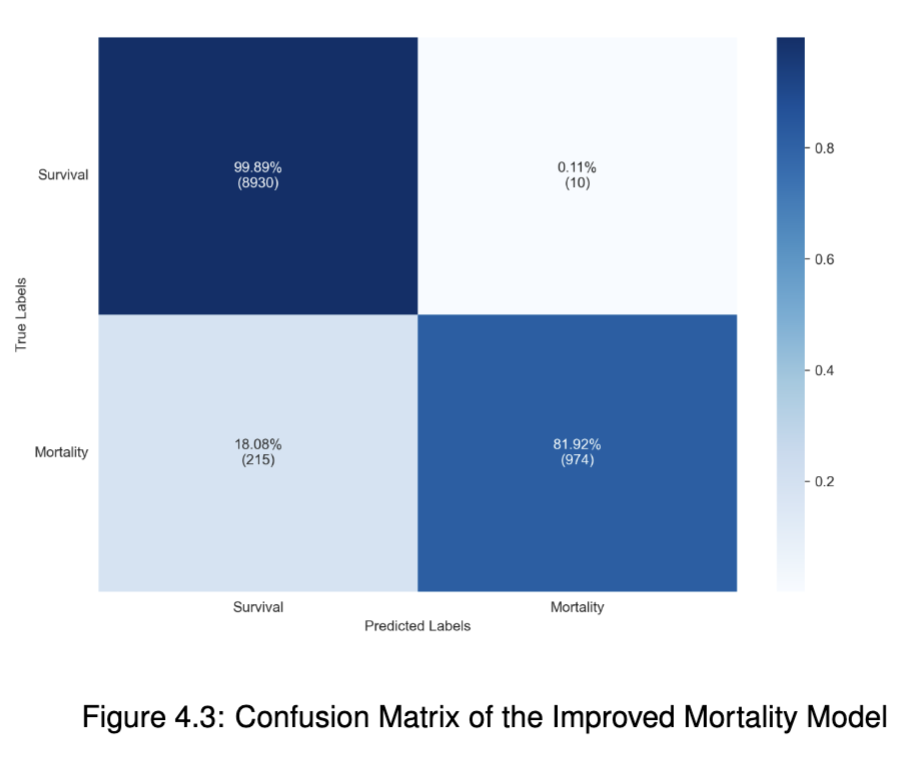 99.89%
(8930)
0.11%
(10)
Survival
18.08%
(215)
81.92%
(974)
Mortality
True Labels
Survival
Mortality
Predicted Labels
0.8
0.6
0.4
0.2
Figure 4.3: Confusion Matrix of the Improved Mortality Model